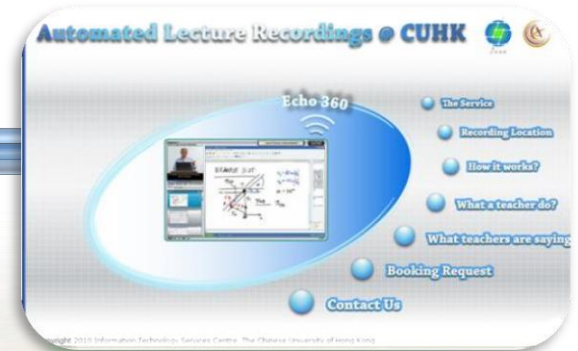 Automated Lecture Recordings @ CUHK
Echo 360
The Service
Recording Location
How it works?
What a teacher do?
What teachers are saying
Booking Request
Contact Us
2010 Information Technology Services Centre, The Chinese University of Hong Kong